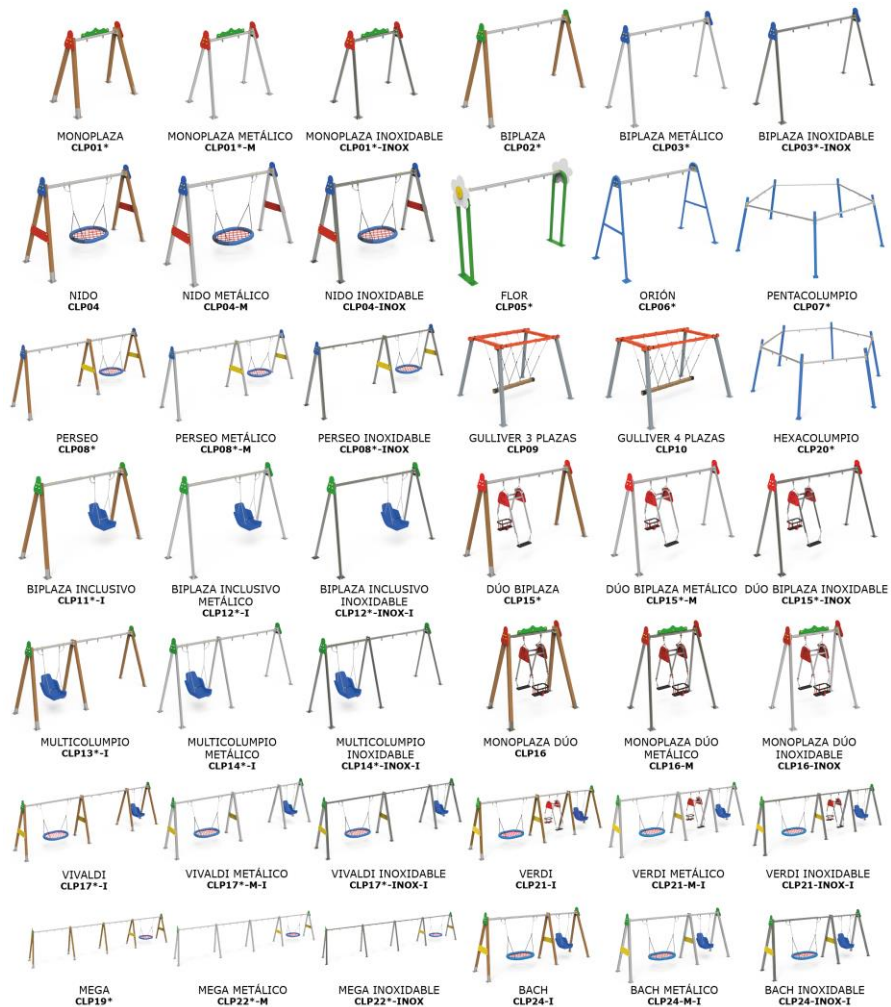 MONOPLAZA
CLP01*
MONOPLAZA METÁLICO
CLP01*-M
MONOPLAZA INOXIDABLE
CLP01*-INOX
BIPLAZA
CLP02*
BIPLAZA METÁLICO
CLP03*
BIPLAZA INOXIDABLE
CLP03*-INOX
NIDO
CLP04
NIDO METÁLICO
CLP04-M
NIDO INOXIDABLE
CLP04-INOX
FLOR
CLP05*
ORIÓN
CLP06*
PENTACOLUMPIO
CLP07*
PERSEO
CLP08*
PERSEO METÁLICO
CLP08*-M
PERSEO INOXIDABLE
CLP08*-INOX
GULLIVER 3 PLAZAS
CLP09
GULLIVER 4 PLAZAS
CLP10
HEXACOLUMPIO
CLP20*
BIPLAZA INCLUSIVO
CLP11*-I
BIPLAZA INCLUSIVO
METÁLICO
CLP12*-I
BIPLAZA INCLUSIVO
INOXIDABLE
CLP12*-INOX-I
DÚO BIPLAZA
CLP15*
DÚO BIPLAZA METÁLICO
CLP15*-M
DÚO BIPLAZA INOXIDABLE
CLP15*-INOX
MULTICOLUMPIO
CLP13*-I
MULTICOLUMPIO
METÁLICO
CLP14*-I
MULTICOLUMPIO
INOXIDABLE
CLP14*-INOX-I
MONOPLAZA DÚO
CLP16
MONOPLAZA DÚO
METÁLICO
CLP16-M
MONOPLAZA DÚO
INOXIDABLE
CLP16-INOX
VIVALDI
CLP17*-I
VIVALDI METÁLICO
CLP17*-M-I
VIVALDI INOXIDABLE
CLP17*-INOX-I
VERDI
CLP21-I
VERDI METÁLICO
CLP21-M-I
VERDI INOXIDABLE
CLP21-INOX-I
MEGA
CLP19*
MEGA METÁLICO
CLP22*-M
MEGA INOXIDABLE
CLP22*-INOX
BACH
CLP24-I
BACH METÁLICO
CLP24-M-I
BACH INOXIDABLE
CLP24-INOX-I